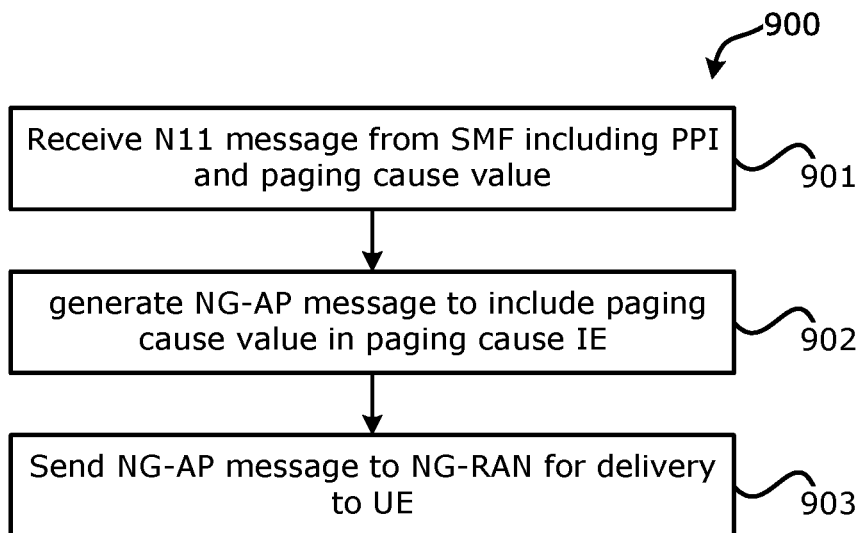 900
Receive N11 message from SMF including PPI
and paging cause value
901
generate NG-AP message to include paging
cause value in paging cause IE
902
Send NG-AP message to NG-RAN for delivery
to UE
903